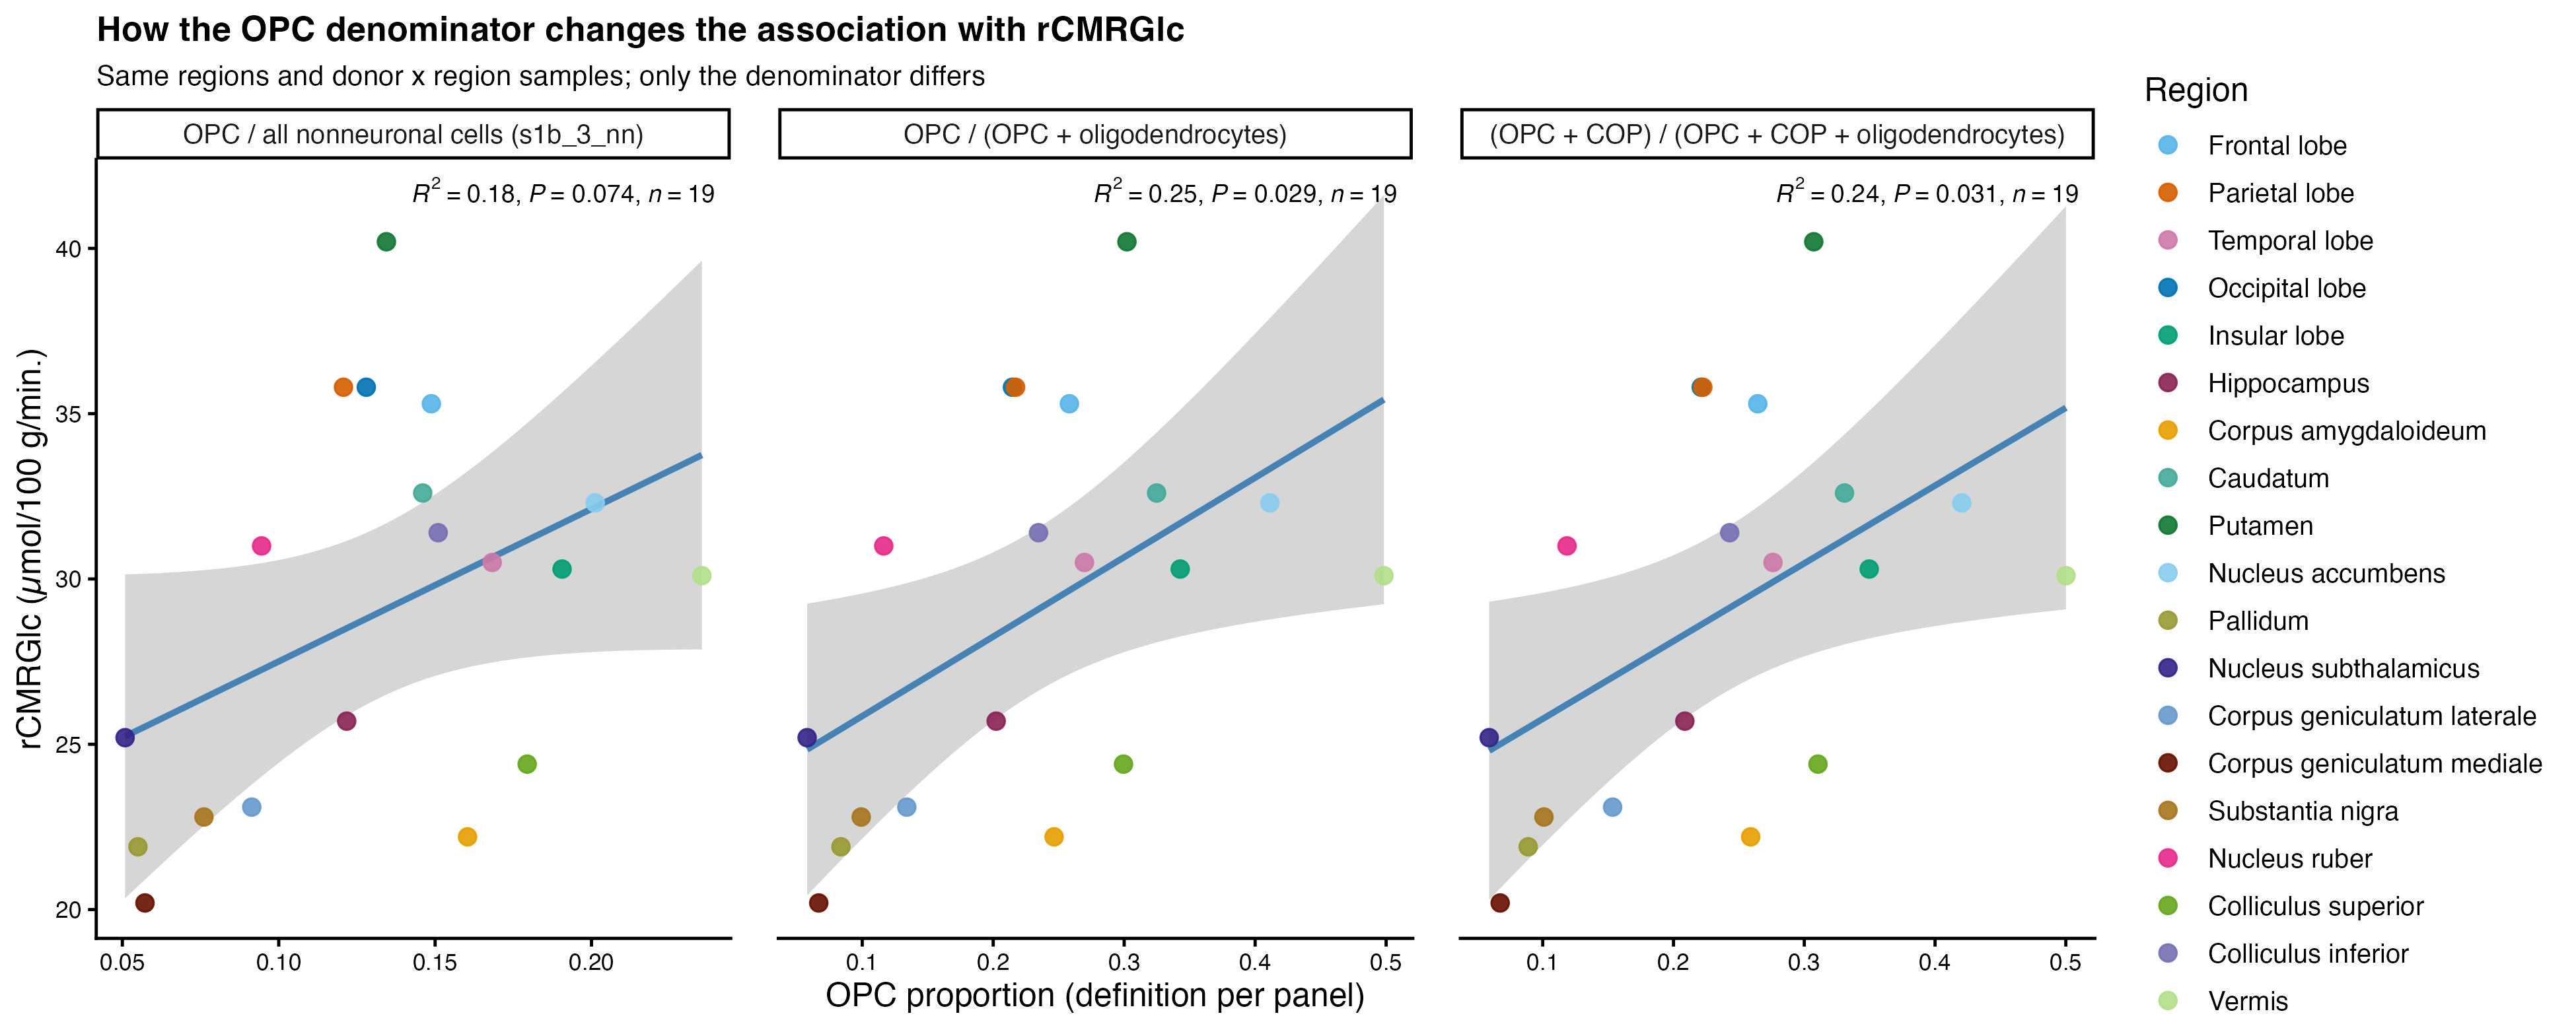 How the OPC denominator changes the association with rCMRGlc
Same regions and donor x region samples; only the denominator differs
OPC / all nonneuronal cells (s1b_3_nn)
OPC / (OPC + oligodendrocytes)
(OPC + COP) / (OPC + COP + oligodendrocytes)
R² = 0.18, P = 0.074, n = 19
R² = 0.25, P = 0.029, n = 19
R² = 0.24, P = 0.031, n = 19
rCMRGlc (μmol/100 g/min.)
40
35
30
25
20
0.05 0.10 0.15 0.20
0.1 0.2 0.3 0.4 0.5
0.1 0.2 0.3 0.4 0.5
OPC proportion (definition per panel)
Region
Frontal lobe
Parietal lobe
Temporal lobe
Occipital lobe
Insular lobe
Hippocampus
Corpus amygdaloideum
Caudatum
Putamen
Nucleus accumbens
Pallidum
Nucleus subthalamicus
Corpus geniculatum laterale
Corpus geniculatum mediale
Substantia nigra
Nucleus ruber
Colliculus superior
Colliculus inferior
Vermis